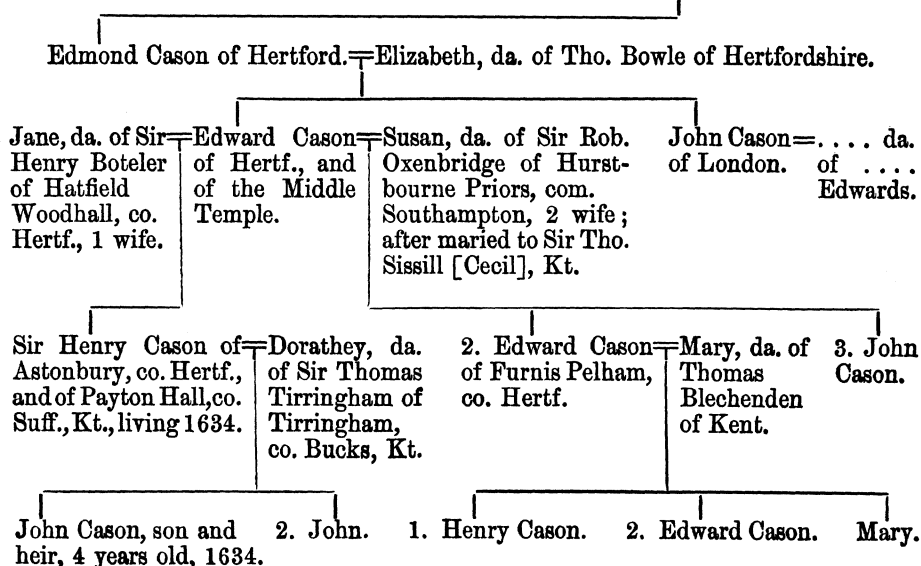 Edmond Cason of Hertford.=Elizabeth, da. of Tho. Bowle of Hertfordshire.
Jane, da. of Sir=
Henry Boteler
of Hatfield
Woodhall, co.
Hertf., 1 wife.
Edward Cason=
of Hertf., and
of the Middle
Temple.
Susan, da. of Sir Rob.
Oxenbridge of Hurst-
bourne Priors, com.
Southampton, 2 wife;
after maried to Sir Tho.
Sissill [Cecil], Kt.
John Cason=
of London.
.... da.
of ....
Edwards.
Sir Henry Cason of=
Astonbury, co. Hertf.,
and of Payton Hall, co.
Suff., Kt., living 1634.
Dorathey, da.
of Sir Thomas
Tirringham of
Tirringham,
co. Bucks, Kt.
2. Edward Cason=
of Furnis Pelham,
co. Hertf.
Mary, da. of
Thomas
Blechenden
of Kent.
3. John
Cason.
John Cason, son and
heir, 4 years old, 1634.
2. John.
1. Henry Cason.
2. Edward Cason.
Mary.